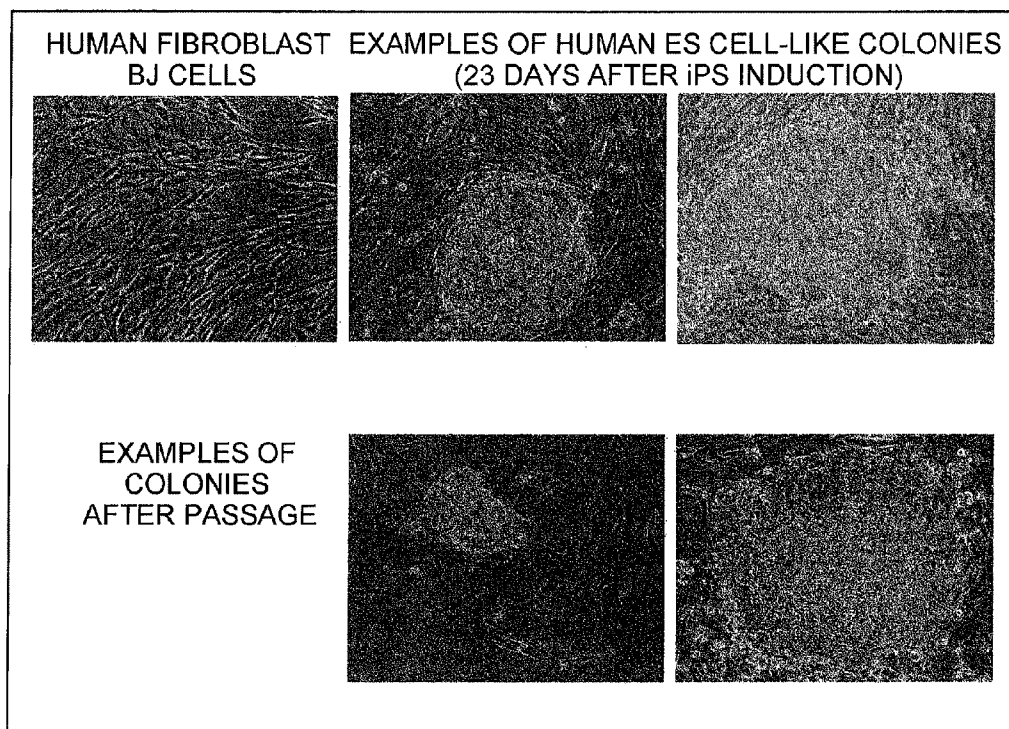 HUMAN FIBROBLAST
BJ CELLS
EXAMPLES OF HUMAN ES CELL-LIKE COLONIES
(23 DAYS AFTER iPS INDUCTION)
EXAMPLES OF
COLONIES
AFTER PASSAGE